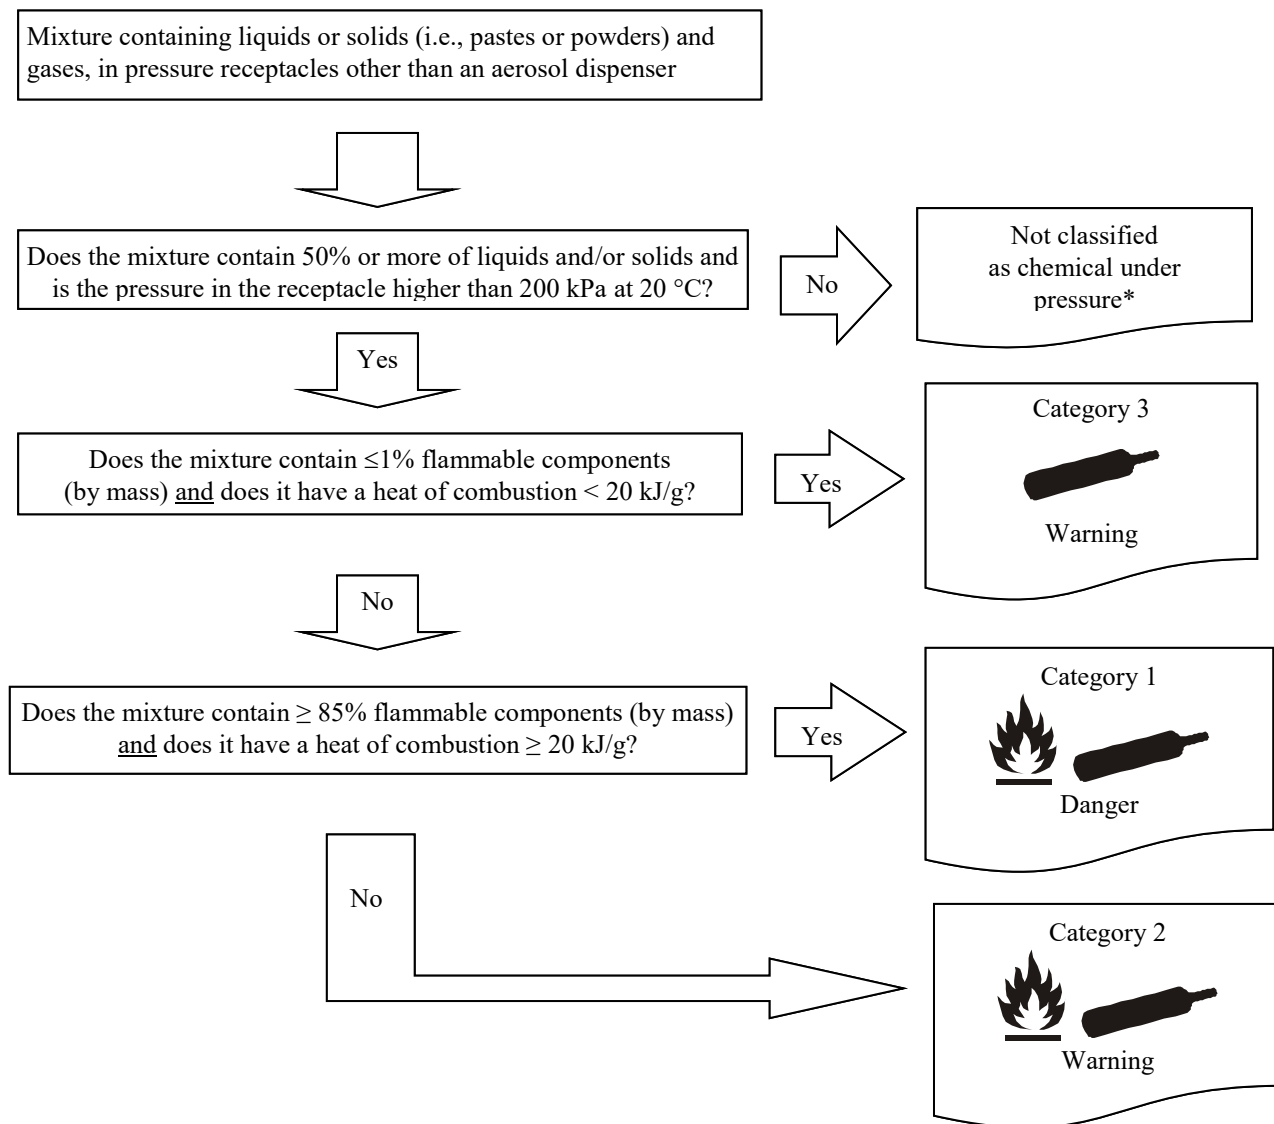 Mixture containing liquids or solids (i.e., pastes or powders) and
gases, in pressure receptacles other than an aerosol dispenser
Does the mixture contain 50% or more of liquids and/or solids and
is the pressure in the receptacle higher than 200 kPa at 20 °C?
No
Not classified
as chemical under
pressure*
Yes
Does the mixture contain ≤1% flammable components
(by mass) and does it have a heat of combustion < 20 kJ/g?
Yes
Category 3
Warning
No
Does the mixture contain ≥ 85% flammable components (by mass)
and does it have a heat of combustion ≥ 20 kJ/g?
Yes
Category 1
Danger
No
Category 2
Warning